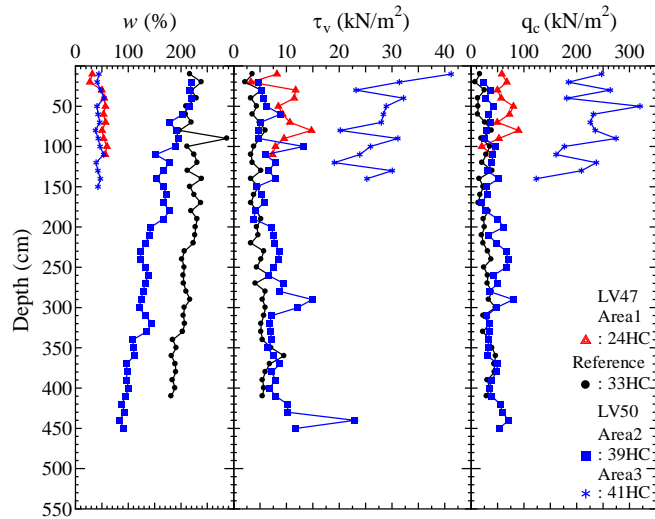 w (%)
τv (kN/m²)
qc (kN/m²)
0 100 200
0 10 20 30 40
0 100 200 300
0
50
100
150
200
250
300
350
400
450
500
550
Depth (cm)
LV47
Area1
: 24HC
Reference
: 33HC
LV50
Area2
: 39HC
Area3
: 41HC